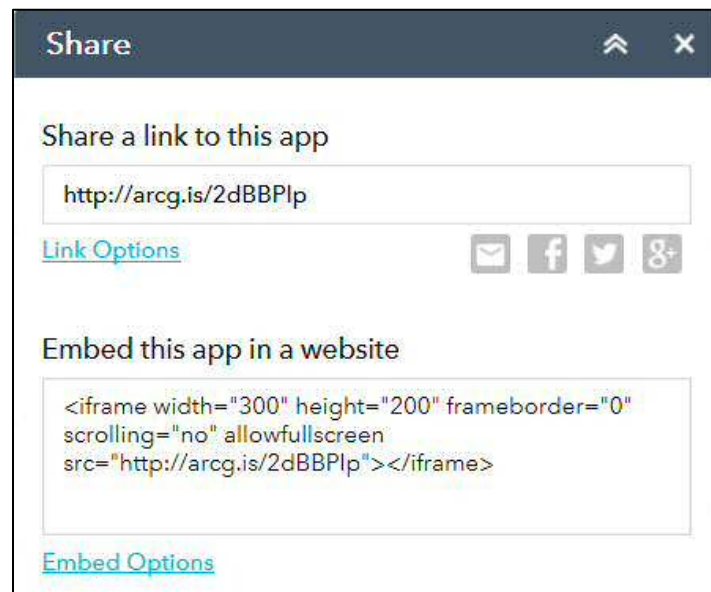 Share
Share a link to this app
http://arcg.is/2dBBPlp
Link Options
Embed this app in a website
<iframe width="300" height="200" frameborder="0"
scrolling="no" allowfullscreen
src="http://arcg.is/2dBBPlp"></iframe>
Embed Options